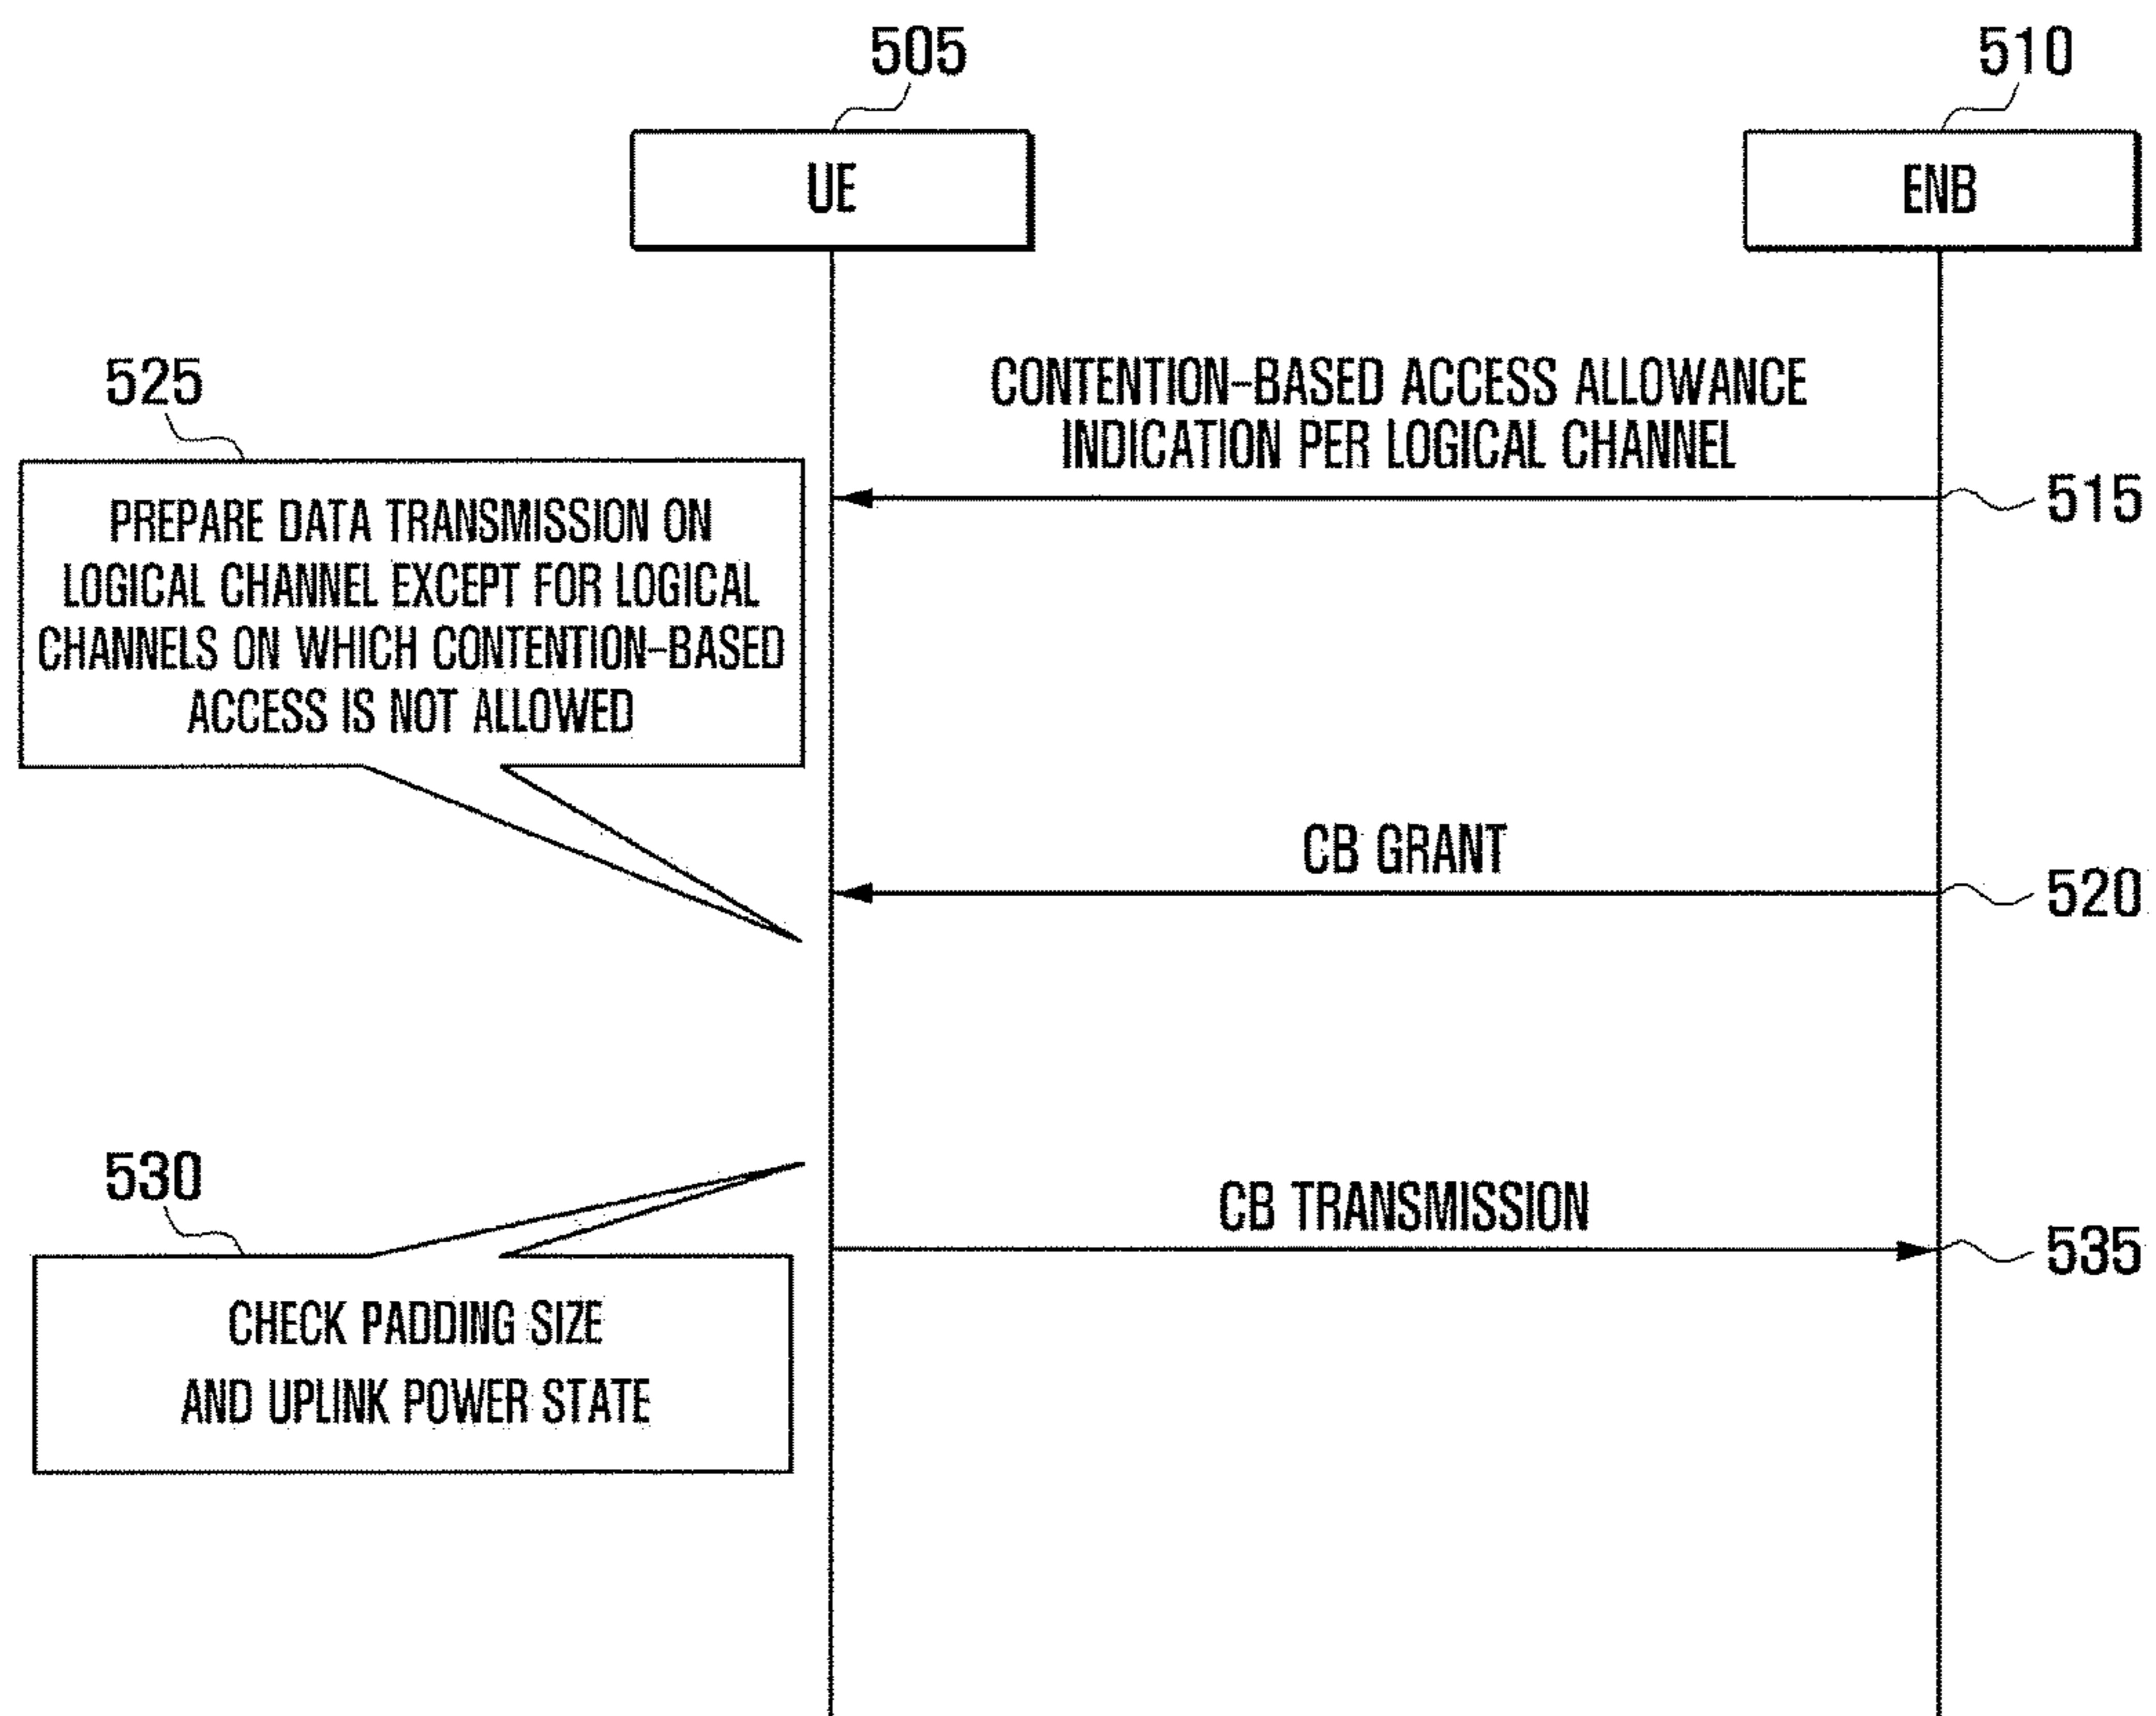 505
510
UE
ENB
525
CONTENTION-BASED ACCESS ALLOWANCE
INDICATION PER LOGICAL CHANNEL
515
PREPARE DATA TRANSMISSION ON
LOGICAL CHANNEL EXCEPT FOR LOGICAL
CHANNELS ON WHICH CONTENTION-BASED
ACCESS IS NOT ALLOWED
CB GRANT
520
530
CB TRANSMISSION
535
CHECK PADDING SIZE
AND UPLINK POWER STATE